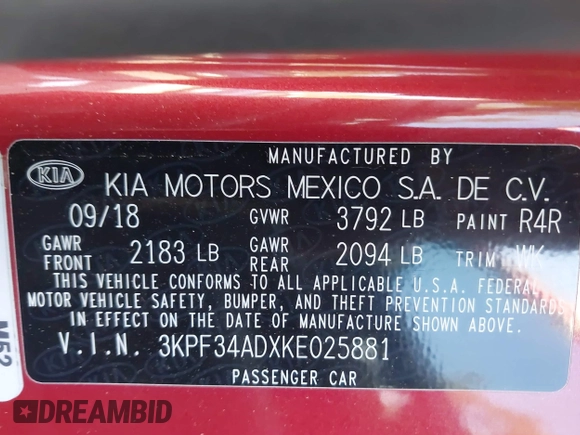 MANUFACTURED BY
KIA KIA MOTORS MEXICO S.A. DE C.V.
09/18 GVWR 3792 LB PAINT R4R
GAWR FRONT 2183 LB GAWR REAR 2094 LB TRIM WK
THIS VEHICLE CONFORMS TO ALL APPLICABLE U.S.A. FEDERAL
MOTOR VEHICLE SAFETY, BUMPER, AND THEFT PREVENTION STANDARDS
IN EFFECT ON THE DATE OF MANUFACTURE SHOWN ABOVE.
V.I.N. 3KPF34ADXKE025881
PASSENGER CAR
M52
DREAMBID